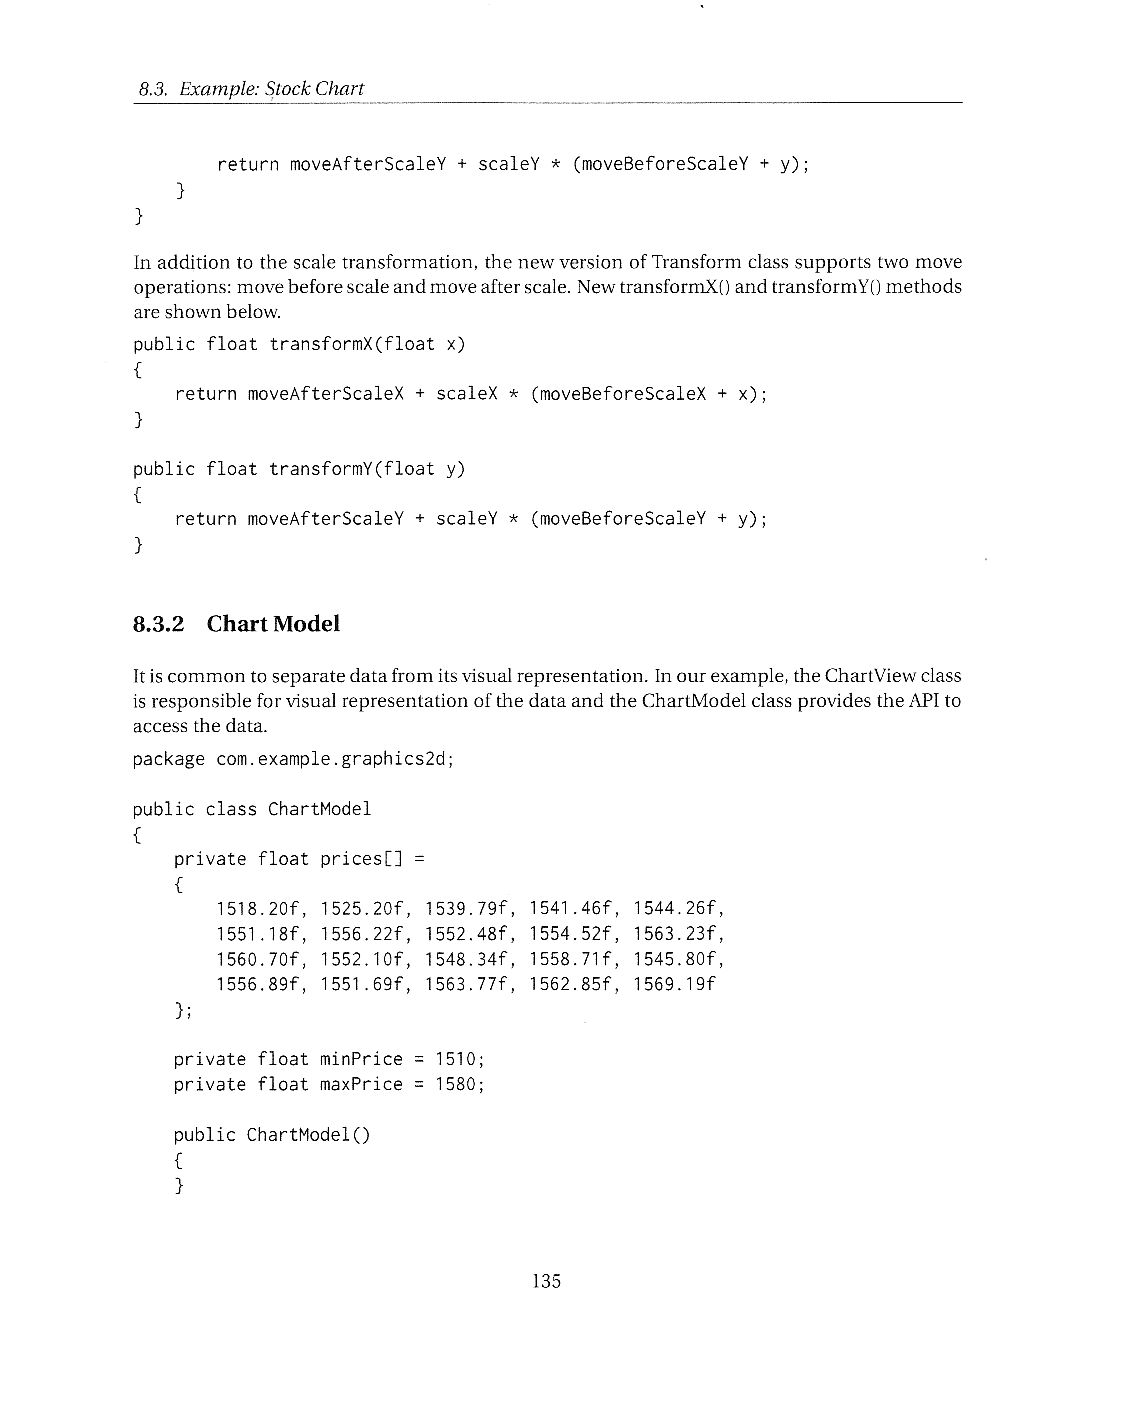 8.3. Example: Stock Chart
return moveAfterScaleY + scaleY * (moveBeforeScaleY + y);
}
}
In addition to the scale transformation, the new version of Transform class supports two move
operations: move before scale and move after scale. New transformX() and transformY() methods
are shown below.
public float transformX(float x)
{
return moveAfterScaleX + scaleX * (moveBeforeScaleX + x);
}
public float transformY(float y)
{
return moveAfterScaleY + scaleY * (moveBeforeScaleY + y);
}
8.3.2 Chart Model
It is common to separate data from its visual representation. In our example, the ChartView class
is responsible for visual representation of the data and the ChartModel class provides the API to
access the data.
package com.example.graphics2d;
public class ChartModel
{
private float prices[] =
{
1518.20f, 1525.20f, 1539.79f, 1541.46f, 1544.26f,
1551.18f, 1556.22f, 1552.48f, 1554.52f, 1563.23f,
1560.70f, 1552.10f, 1548.34f, 1558.71f, 1545.80f,
1556.89f, 1551.69f, 1563.77f, 1562.85f, 1569.19f
};
private float minPrice = 1510;
private float maxPrice = 1580;
public ChartModel()
{
}
135